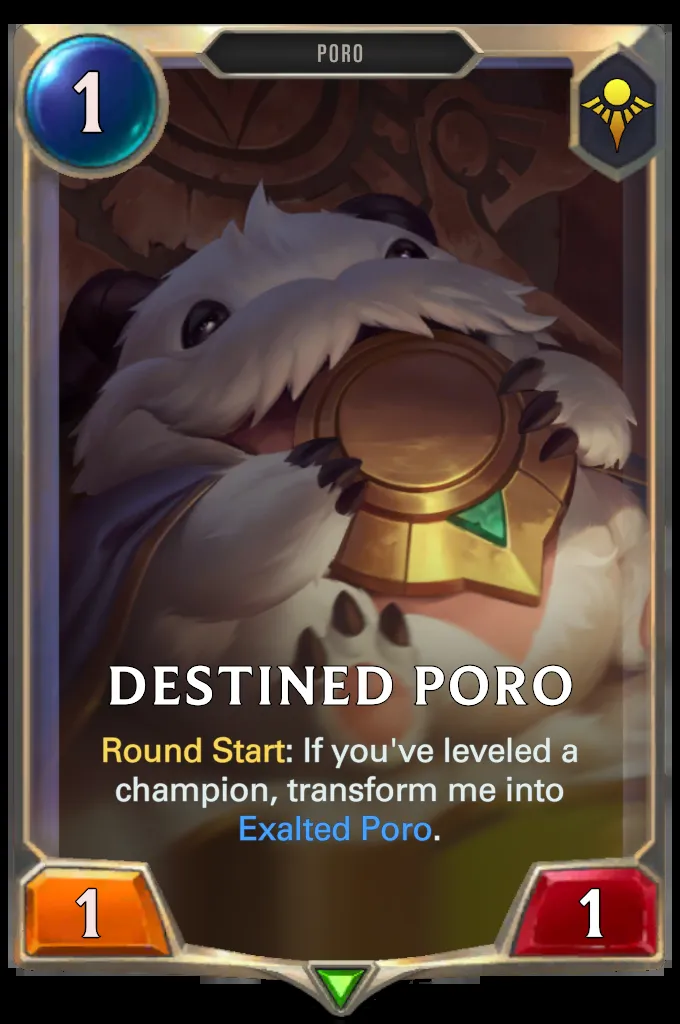 1
PORO
DESTINED PORO
Round Start: If you've leveled a
champion, transform me into
Exalted Poro.
1
1